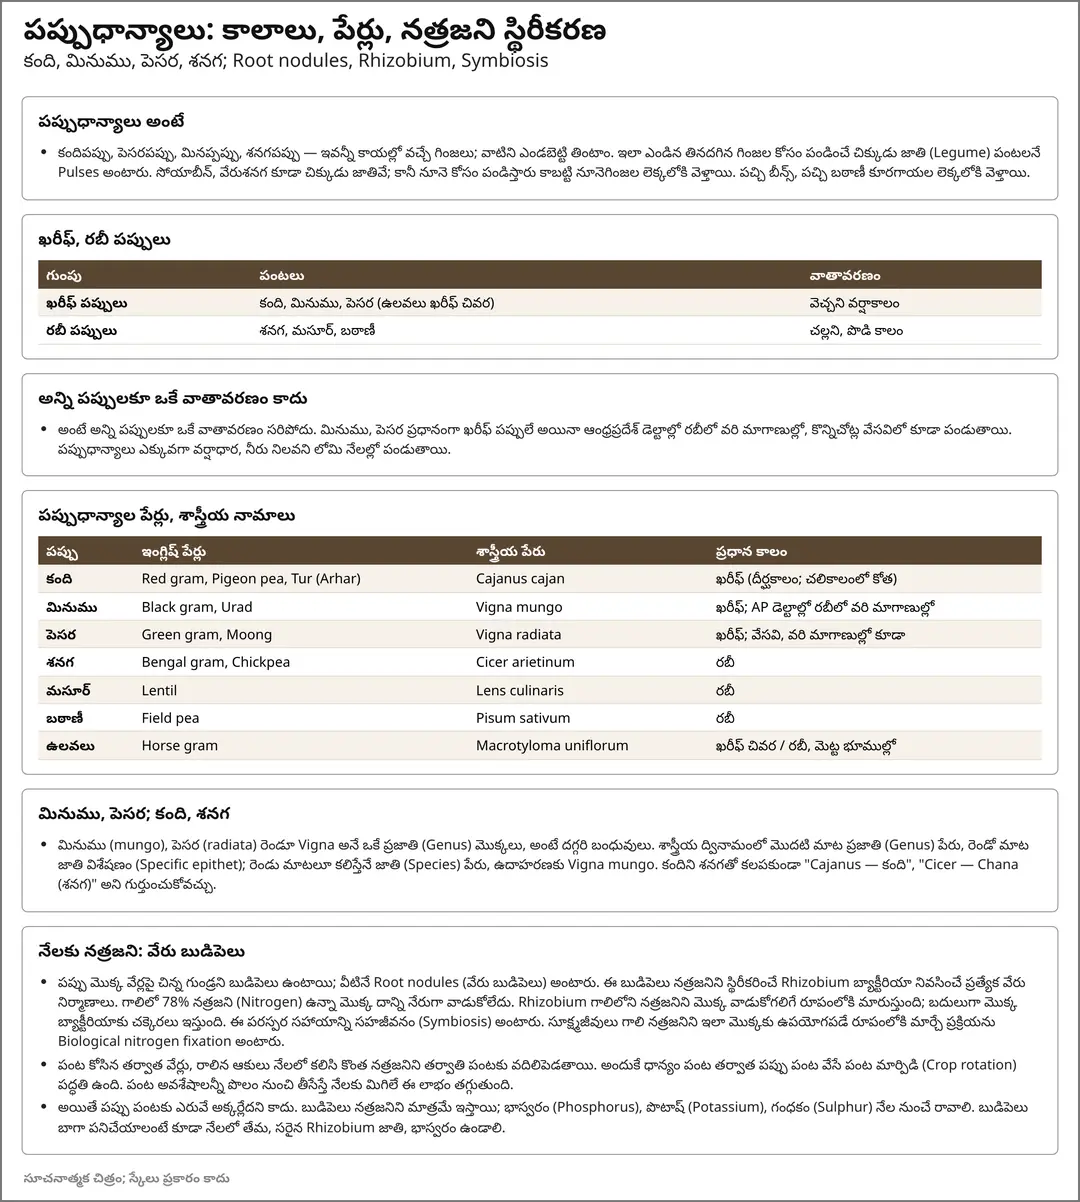 పప్పుధాన్యాలు: కాలాలు, పేర్లు, నత్రజని స్థిరీకరణ
కంది, మినుము, పెసర, శనగ; Root nodules, Rhizobium, Symbiosis
పప్పుధాన్యాలు అంటే
• కందిపప్పు, పెసరపప్పు, మినప్పప్పు, శనగపప్పు — ఇవన్నీ కాయల్లో వచ్చే గింజలు; వాటిని ఎండబెట్టి తింటాం. ఇలా ఎండిన తినదగిన గింజల కోసం పండించే చిక్కుడు జాతి (Legume) పంటలనే
Pulses అంటారు. సోయాబీన్, వేరుశనగ కూడా చిక్కుడు జాతివే; కానీ నూనె కోసం పండిస్తారు కాబట్టి నూనెగింజల లెక్కలోకి వెళ్తాయి. పచ్చి బీన్స్, పచ్చి బఠాణీ కూరగాయల లెక్కలోకి వెళ్తాయి.
ఖరీఫ్, రబీ పప్పులు
గుంపు పంటలు వాతావరణం
ఖరీఫ్ పప్పులు కంది, మినుము, పెసర (ఉలవలు ఖరీఫ్ చివర) వెచ్చని వర్షాకాలం
రబీ పప్పులు శనగ, మసూర్, బఠాణీ చల్లని, పొడి కాలం
అన్ని పప్పులకూ ఒకే వాతావరణం కాదు
• అంటే అన్ని పప్పులకూ ఒకే వాతావరణం సరిపోదు. మినుము, పెసర ప్రధానంగా ఖరీఫ్ పప్పులే అయినా ఆంధ్రప్రదేశ్ డెల్టాల్లో రబీలో వరి మాగాణుల్లో, కొన్నిచోట్ల వేసవిలో కూడా పండుతాయి.
పప్పుధాన్యాలు ఎక్కువగా వర్షాధార, నీరు నిలవని లోమి నేలల్లో పండుతాయి.
పప్పుధాన్యాల పేర్లు, శాస్త్రీయ నామాలు
పప్పు ఇంగ్లిష్ పేర్లు శాస్త్రీయ పేరు ప్రధాన కాలం
కంది Red gram, Pigeon pea, Tur (Arhar) Cajanus cajan ఖరీఫ్ (దీర్ఘకాలం; చలికాలంలో కోత)
మినుము Black gram, Urad Vigna mungo ఖరీఫ్; AP డెల్టాల్లో రబీలో వరి మాగాణుల్లో
పెసర Green gram, Moong Vigna radiata ఖరీఫ్; వేసవి, వరి మాగాణుల్లో కూడా
శనగ Bengal gram, Chickpea Cicer arietinum రబీ
మసూర్ Lentil Lens culinaris రబీ
బఠాణీ Field pea Pisum sativum రబీ
ఉలవలు Horse gram Macrotyloma uniflorum ఖరీఫ్ చివర / రబీ, మెట్ట భూముల్లో
మినుము, పెసర; కంది, శనగ
• మినుము (mungo), పెసర (radiata) రెండూ Vigna అనే ఒకే ప్రజాతి (Genus) మొక్కలు, అంటే దగ్గరి బంధువులు. శాస్త్రీయ ద్వినామంలో మొదటి మాట ప్రజాతి (Genus) పేరు, రెండో మాట
జాతి విశేషణం (Specific epithet); రెండు మాటలూ కలిస్తేనే జాతి (Species) పేరు, ఉదాహరణకు Vigna mungo. కందిని శనగతో కలపకుండా "Cajanus — కంది", "Cicer — Chana
(శనగ)" అని గుర్తుంచుకోవచ్చు.
నేలకు నత్రజని: వేరు బుడిపెలు
• పప్పు మొక్క వేర్లపై చిన్న గుండ్రని బుడిపెలు ఉంటాయి; వీటినే Root nodules (వేరు బుడిపెలు) అంటారు. ఈ బుడిపెలు నత్రజనిని స్థిరీకరించే Rhizobium బ్యాక్టీరియా నివసించే ప్రత్యేక వేరు
నిర్మాణాలు. గాలిలో 78% నత్రజని (Nitrogen) ఉన్నా మొక్క దాన్ని నేరుగా వాడుకోలేదు. Rhizobium గాలిలోని నత్రజనిని మొక్క వాడుకోగలిగే రూపంలోకి మారుస్తుంది; బదులుగా మొక్క
బ్యాక్టీరియాకు చక్కెరలు ఇస్తుంది. ఈ పరస్పర సహాయాన్ని సహజీవనం (Symbiosis) అంటారు. సూక్ష్మజీవులు గాలి నత్రజనిని ఇలా మొక్కకు ఉపయోగపడే రూపంలోకి మార్చే ప్రక్రియను
Biological nitrogen fixation అంటారు.
• పంట కోసిన తర్వాత వేర్లు, రాలిన ఆకులు నేలలో కలిసి కొంత నత్రజనిని తర్వాతి పంటకు వదిలిపెడతాయి. అందుకే ధాన్యం పంట తర్వాత పప్పు పంట వేసే పంట మార్పిడి (Crop rotation)
పద్ధతి ఉంది. పంట అవశేషాలన్నీ పొలం నుంచి తీసేస్తే నేలకు మిగిలే ఈ లాభం తగ్గుతుంది.
• అయితే పప్పు పంటకు ఎరువే అక్కర్లేదని కాదు. బుడిపెలు నత్రజనిని మాత్రమే ఇస్తాయి; భాస్వరం (Phosphorus), పొటాష్ (Potassium), గంధకం (Sulphur) నేల నుంచే రావాలి. బుడిపెలు
బాగా పనిచేయాలంటే కూడా నేలలో తేమ, సరైన Rhizobium జాతి, భాస్వరం ఉండాలి.
సూచనాత్మక చిత్రం; స్కేలు ప్రకారం కాదు